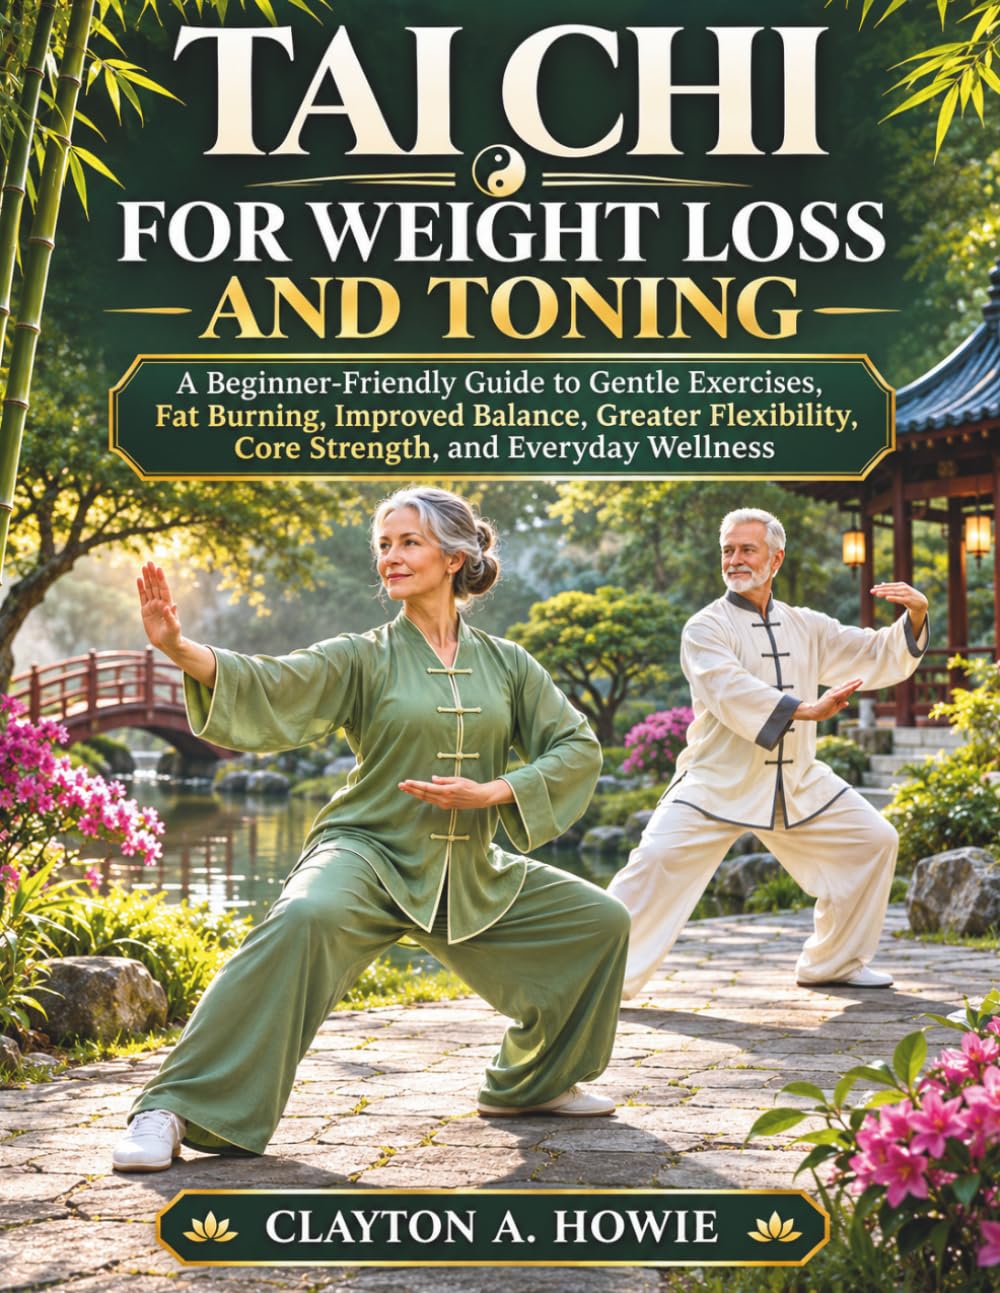 TAI CHI
FOR WEIGHT LOSS
AND TONING
A Beginner-Friendly Guide to Gentle Exercises,
Fat Burning, Improved Balance, Greater Flexibility,
Core Strength, and Everyday Wellness
CLAYTON A. HOWIE